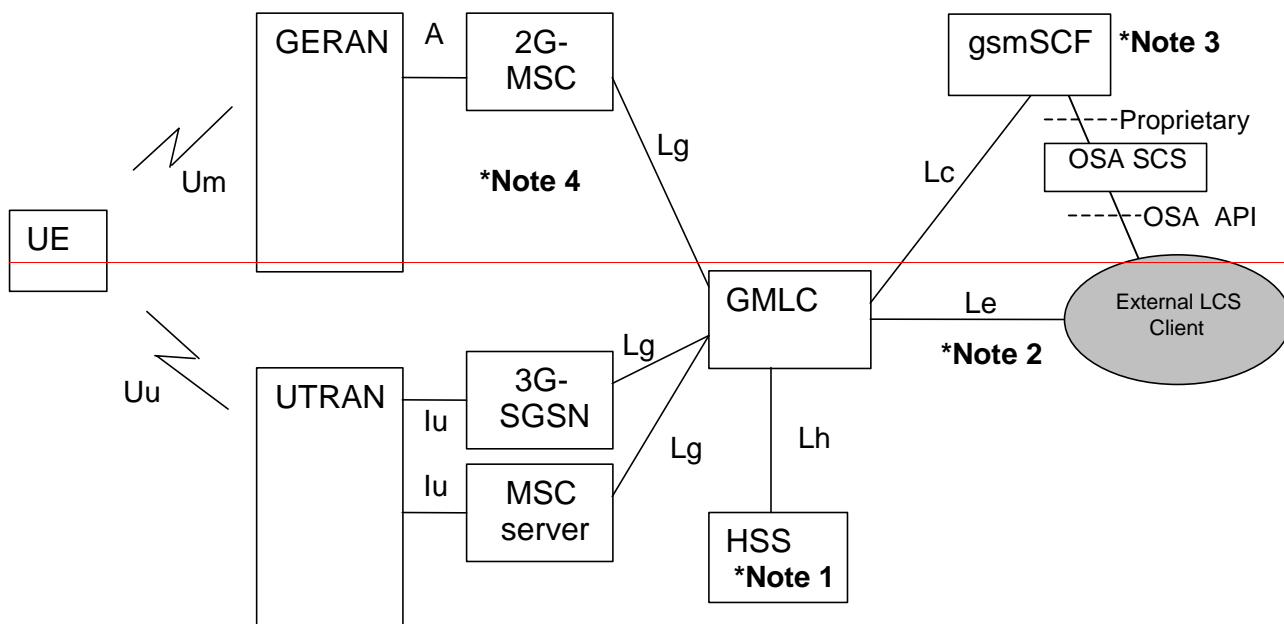 GERAN
A
2G-
MSC
gsmSCF
*Note 3
Proprietary
Lg
Lc
OSA SCS
Um
*Note 4
OSA API
UE
GMLC
Le
External LCS
Client
*Note 2
Uu
UTRAN
Iu
3G-
SGSN
Lg
Lg
Lh
Iu
MSC
server
HSS
*Note 1